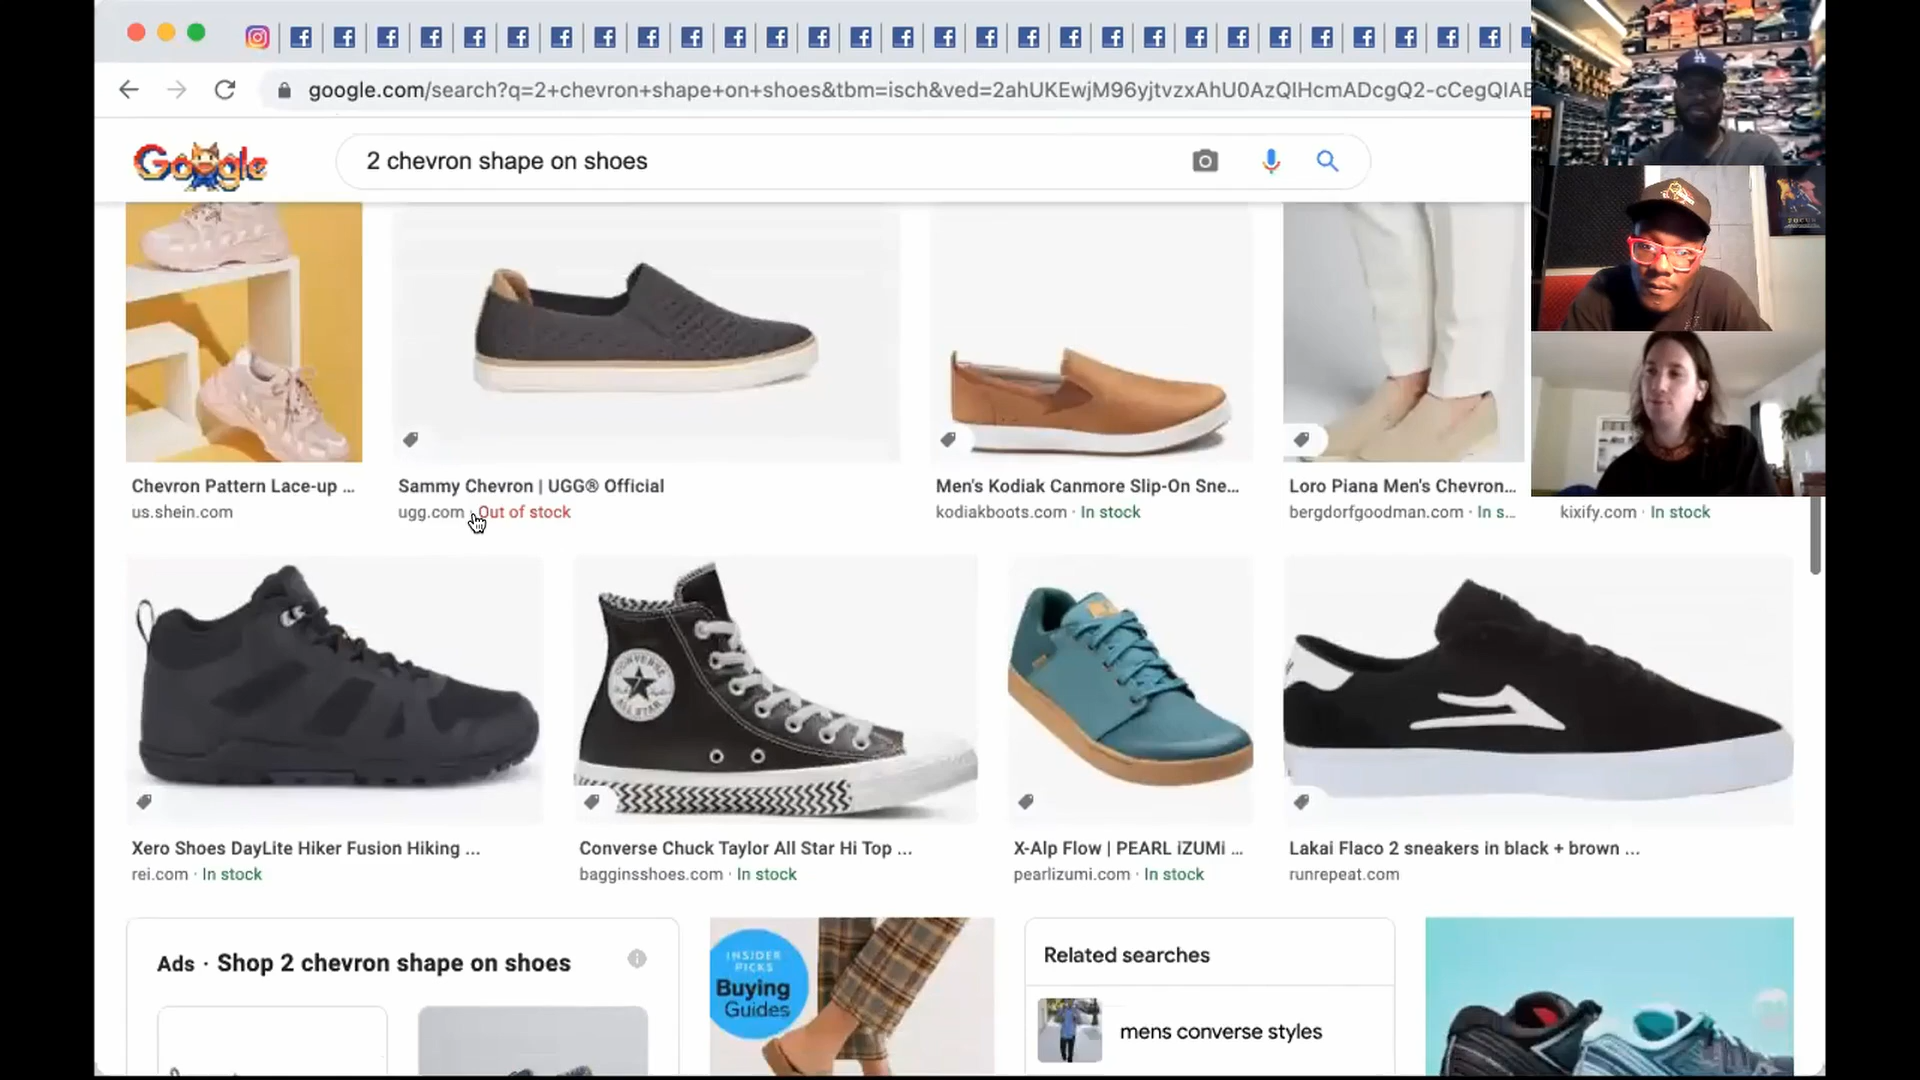 google.com/search?q=2+chevron+shape+on+shoes&tbm=isch&ved=2ahUKEwjM96yjtvzxAhU0AzQIHcmADcgQ2-cCegQIAE
Google
2 chevron shape on shoes
Chevron Pattern Lace-up ...
us.shein.com
Sammy Chevron | UGG® Official
ugg.com · Out of stock
Men's Kodiak Canmore Slip-On Sne...
kodiakboots.com · In stock
Loro Piana Men's Chevron...
bergdorfgoodman.com · In s...
kixify.com · In stock
CONVERSE
ALL STAR
Xero Shoes DayLite Hiker Fusion Hiking ...
rei.com · In stock
Converse Chuck Taylor All Star Hi Top ...
bagginsshoes.com · In stock
X-Alp Flow | PEARL iZUMi ...
pearlizumi.com · In stock
Lakai Flaco 2 sneakers in black + brown ...
runrepeat.com
Ads · Shop 2 chevron shape on shoes
INSIDER
PICKS
Buying
Guides
Related searches
mens converse styles
FOCUS